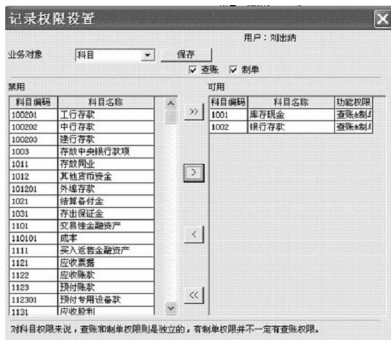 记录权限设置
用户：刘出纳
业务对象 科目 保存
查账 制单
禁用 可用
科目编码 科目名称
100201 工行存款
100202 中行存款
100203 建行存款
1003 存放中央银行款项
1011 存放同业
1012 其他货币资金
101201 外埠存款
1021 结算备付金
1031 存出保证金
1101 交易性金融资产
110101 成本
1111 买入返售金融资产
1121 应收票据
1122 应收账款
1123 预付账款
112301 预付专用设备款
1131 应收股利
>>
>
<
<<
科目编码 科目名称 功能权限
1001 库存现金 查账&制
1002 银行存款 查账&制
对科目权限来说，查账和制单权限则是独立的，有制单权限并不一定有查账权限。